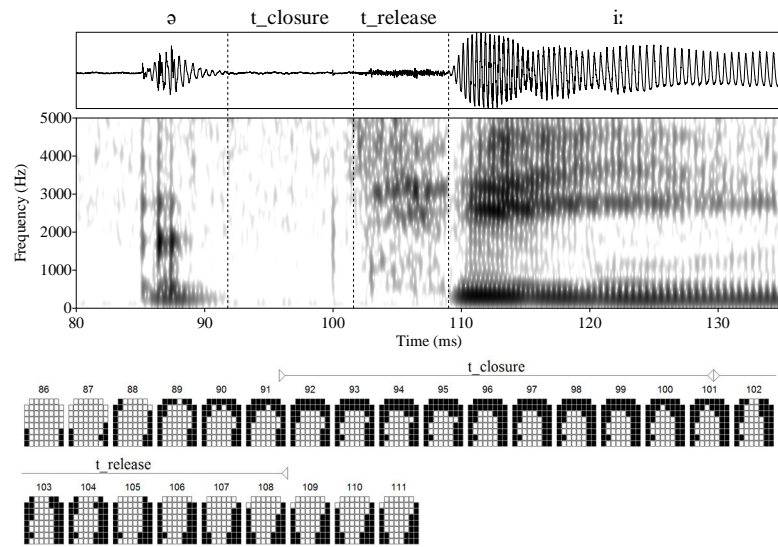 ə t_closure t_release iː
5000
4000
3000
2000
1000
0
Frequency (Hz)
80 90 100 110 120 130
Time (ms)
t_closure
86 87 88 89 90 91 92 93 94 95 96 97 98 99 100 101 102
t_release
103 104 105 106 107 108 109 110 111